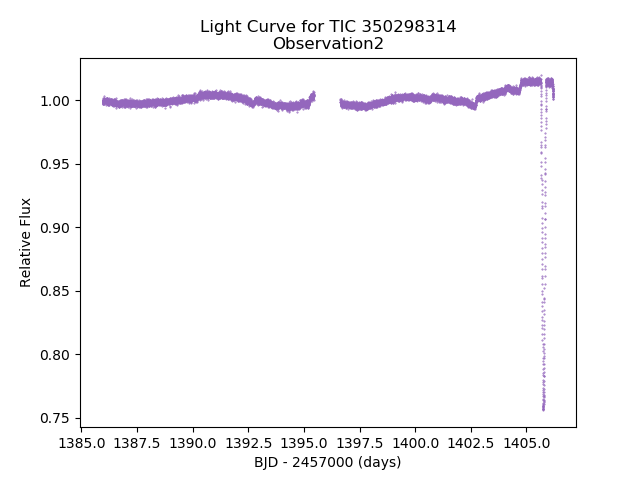 Light Curve for TIC 350298314
Observation2
1.00
0.95
0.90
0.85
0.80
0.75
Relative Flux
1385.0 1387.5 1390.0 1392.5 1395.0 1397.5 1400.0 1402.5 1405.0
BJD - 2457000 (days)